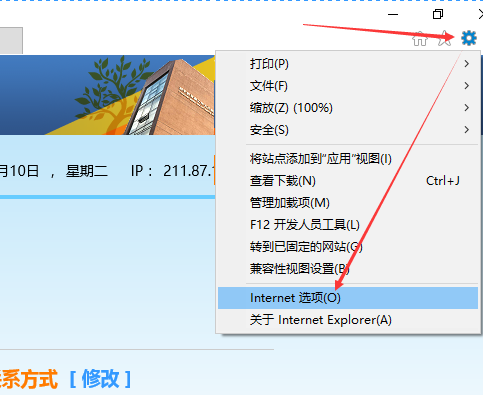 打印(P)
文件(F)
缩放(Z) (100%)
安全(S)
将站点添加到“应用”视图(I)
查看下载(N) Ctrl+J
管理加载项(M)
F12 开发人员工具(L)
转到已固定的网站(G)
兼容性视图设置(B)
Internet 选项(O)
关于 Internet Explorer(A)
月10日 ，星期二 IP： 211.87.
系方式 [ 修改 ]